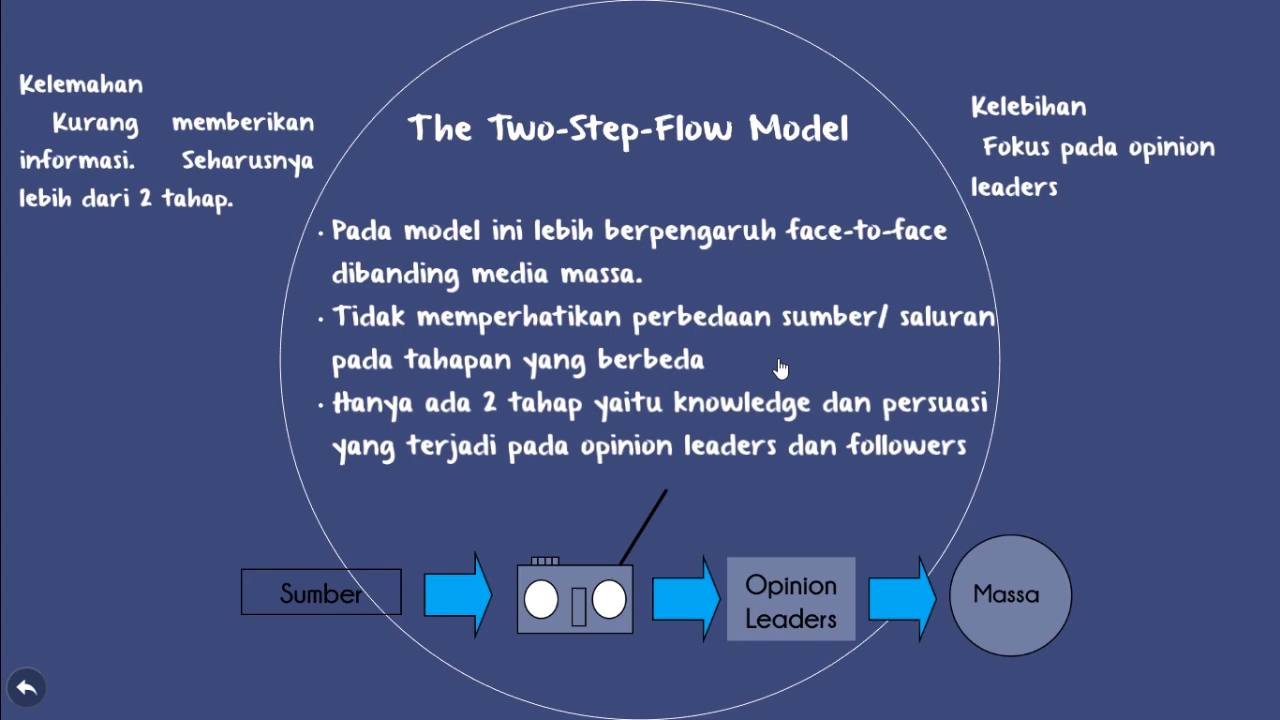 Kelemahan
Kurang memberikan
informasi. Seharusnya
lebih dari 2 tahap.
The Two-Step-Flow Model
Kelebihan
Fokus pada opinion
leaders
· Pada model ini lebih berpengaruh face-to-face
dibanding media massa.
· Tidak memperhatikan perbedaan sumber/ saluran
pada tahapan yang berbeda
· Hanya ada 2 tahap yaitu knowledge dan persuasi
yang terjadi pada opinion leaders dan followers
Sumber
Opinion
Leaders
Massa